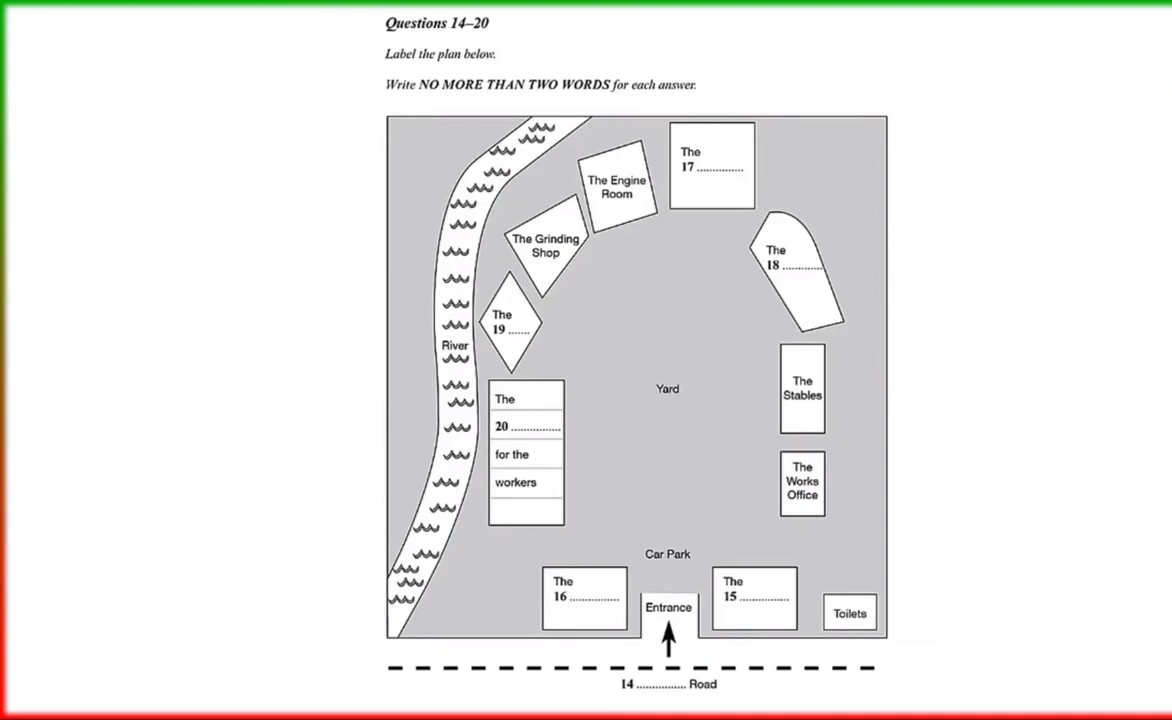 Questions 14–20
Label the plan below.
Write NO MORE THAN TWO WORDS for each answer.
The
17 ................
The Engine
Room
The Grinding
Shop
The
18 ..............
The
19 .......
River
The
20 .................
for the
workers
Yard
The
Stables
The
Works
Office
Car Park
The
16 .................
Entrance
The
15 .................
Toilets
14 ................ Road